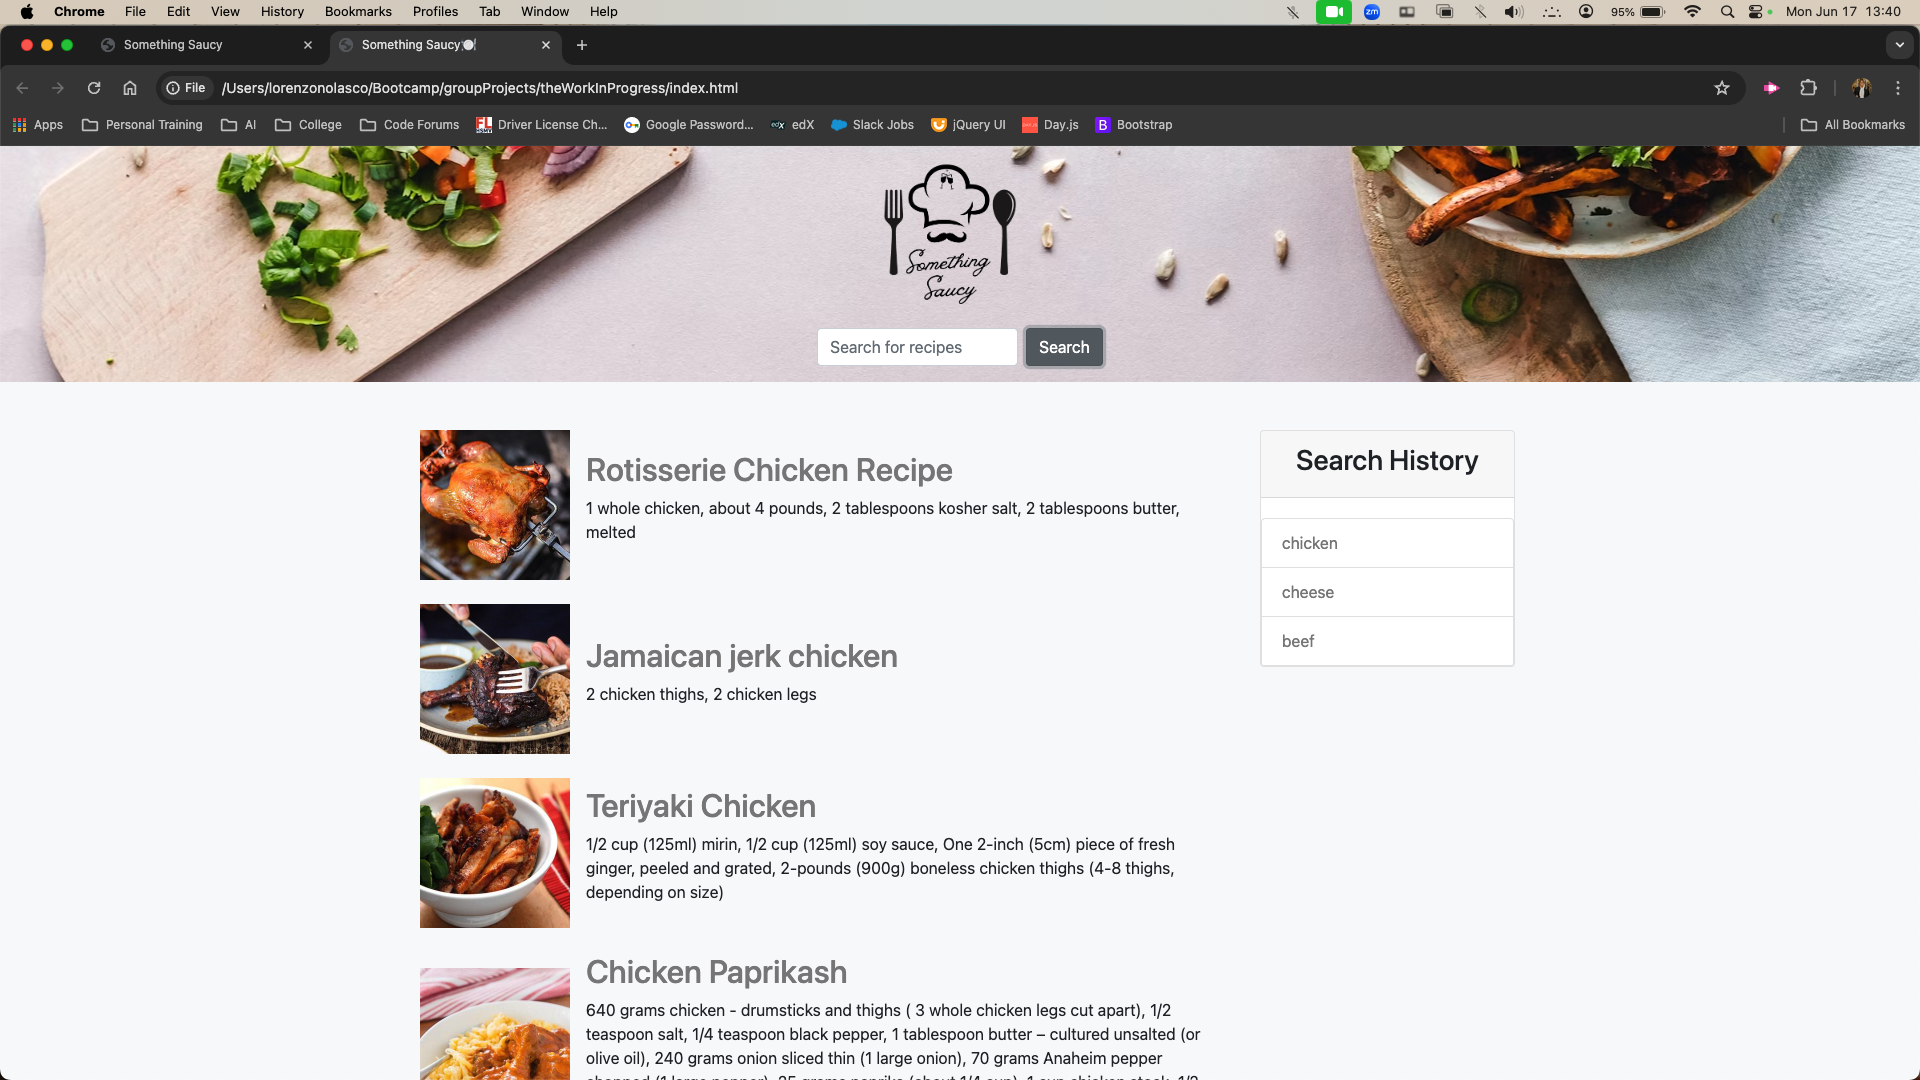 Chrome File Edit View History Bookmarks Profiles Tab Window Help
zm
95%
Mon Jun 17 13:40
Something Saucy
Something Saucy🍽
File
/Users/lorenzonolasco/Bootcamp/groupProjects/theWorkInProgress/index.html
Apps Personal Training AI College Code Forums Driver License Ch... Google Password... edX Slack Jobs jQuery UI Day.js Bootstrap All Bookmarks
Something
Saucy
Search for recipes
Search
Rotisserie Chicken Recipe
1 whole chicken, about 4 pounds, 2 tablespoons kosher salt, 2 tablespoons butter,
melted
Jamaican jerk chicken
2 chicken thighs, 2 chicken legs
Teriyaki Chicken
1/2 cup (125ml) mirin, 1/2 cup (125ml) soy sauce, One 2-inch (5cm) piece of fresh
ginger, peeled and grated, 2-pounds (900g) boneless chicken thighs (4-8 thighs,
depending on size)
Chicken Paprikash
640 grams chicken - drumsticks and thighs ( 3 whole chicken legs cut apart), 1/2
teaspoon salt, 1/4 teaspoon black pepper, 1 tablespoon butter – cultured unsalted (or
olive oil), 240 grams onion sliced thin (1 large onion), 70 grams Anaheim pepper
Search History
chicken
cheese
beef